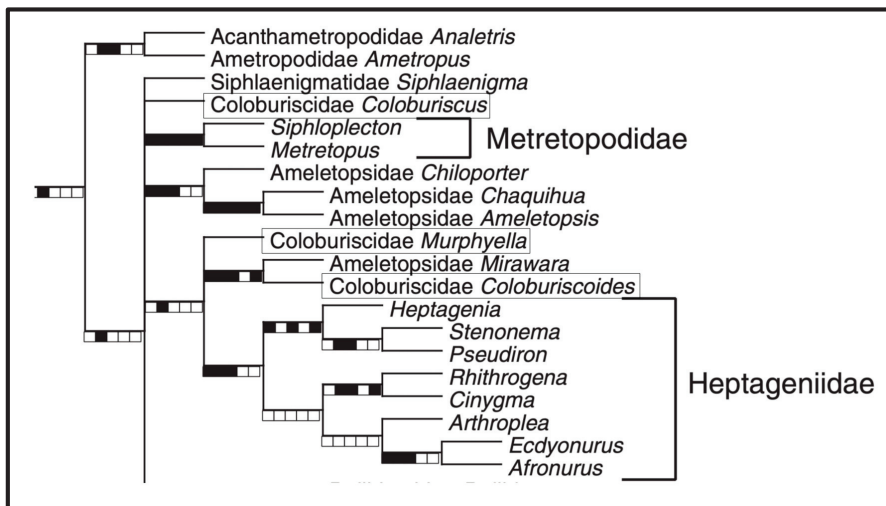 Acanthametropodidae Analetris
Ametropodidae Ametropus
Siphlaenigmatidae Siphlaenigma
Coloburiscidae Coloburiscus
Siphloplecton
Metretopus
Metretopodidae
Ameletopsidae Chiloporter
Ameletopsidae Chaquihua
Ameletopsidae Ameletopsis
Coloburiscidae Murphyella
Ameletopsidae Mirawara
Coloburiscidae Coloburiscoides
Heptagenia
Stenonema
Pseudiron
Rhithrogena
Cinygma
Arthroplea
Ecdyonurus
Afronurus
Heptageniidae